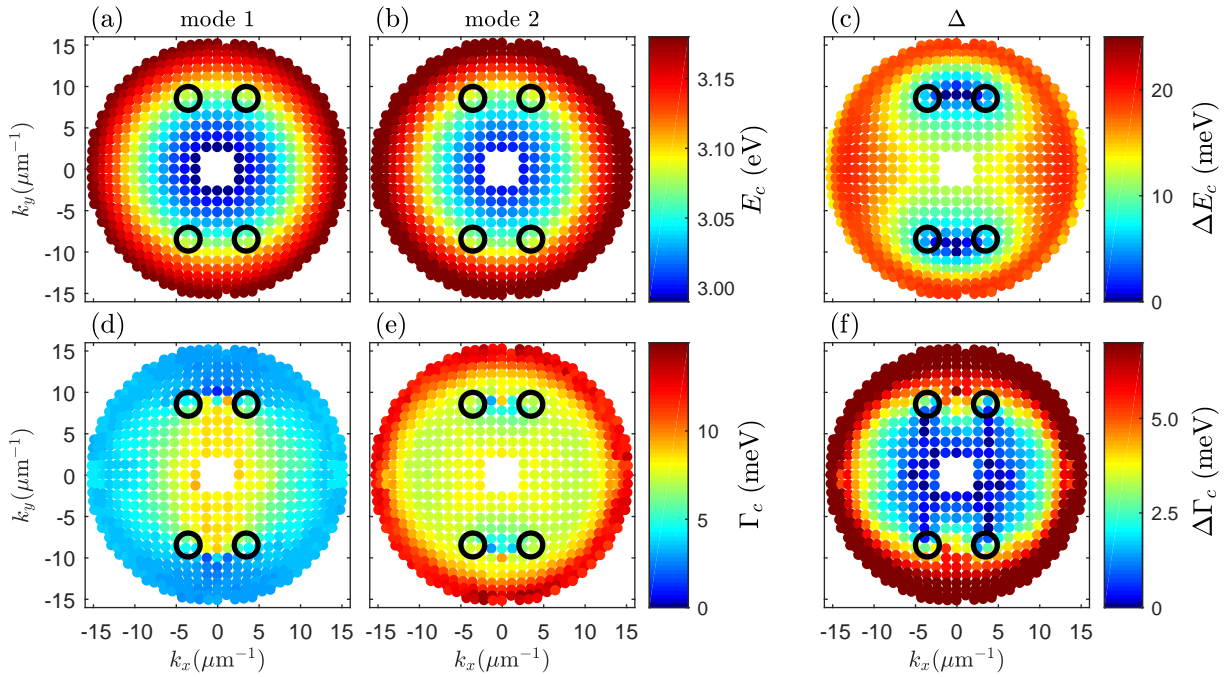 (a) mode 1
(b) mode 2
(c) Δ
15
10
5
0
-5
-10
-15
k_y(μm⁻¹)
3.15
3.10
3.05
3.00
E_c (eV)
20
10
0
ΔE_c (meV)
(d)
(e)
(f)
15
10
5
0
-5
-10
-15
k_y(μm⁻¹)
-15 -10 -5 0 5 10 15
k_x(μm⁻¹)
-15 -10 -5 0 5 10 15
k_x(μm⁻¹)
10
5
0
Γ_c (meV)
-15 -10 -5 0 5 10 15
k_x(μm⁻¹)
5.0
2.5
0
ΔΓ_c (meV)